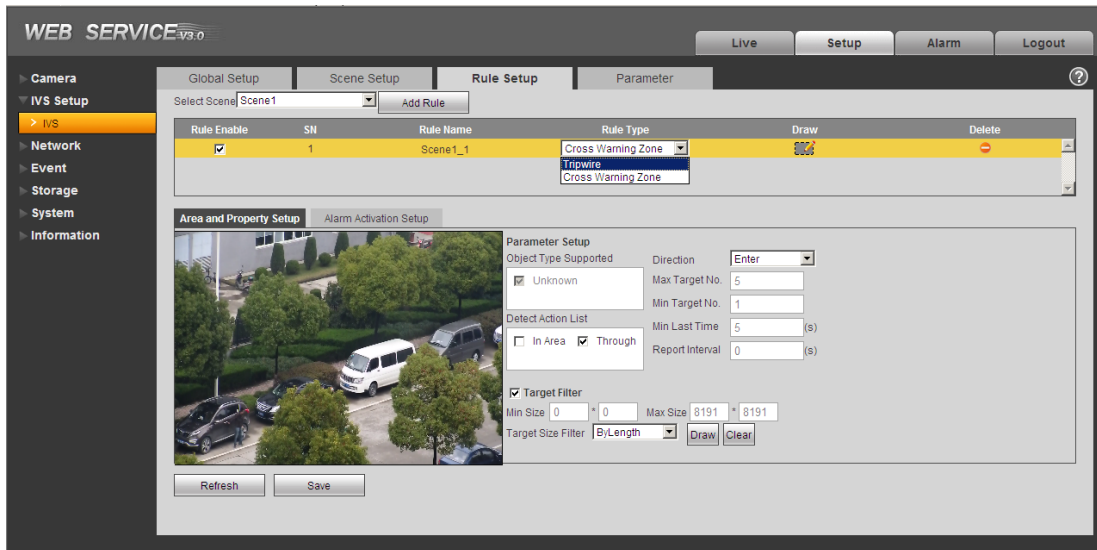 WEB SERVICE V3.0
Live Setup Alarm Logout
Camera
IVS Setup
IVS
Network
Event
Storage
System
Information
Global Setup Scene Setup Rule Setup Parameter ?
Select Scene Scene1 Add Rule
Rule Enable SN Rule Name Rule Type Draw Delete
1 Scene1_1 Cross Warning Zone
Tripwire
Cross Warning Zone
Area and Property Setup Alarm Activation Setup
Parameter Setup
Object Type Supported
Unknown
Detect Action List
In Area Through
Direction Enter
Max Target No. 5
Min Target No. 1
Min Last Time 5 (s)
Report Interval 0 (s)
Target Filter
Min Size 0 * 0 Max Size 8191 * 8191
Target Size Filter ByLength Draw Clear
Refresh Save